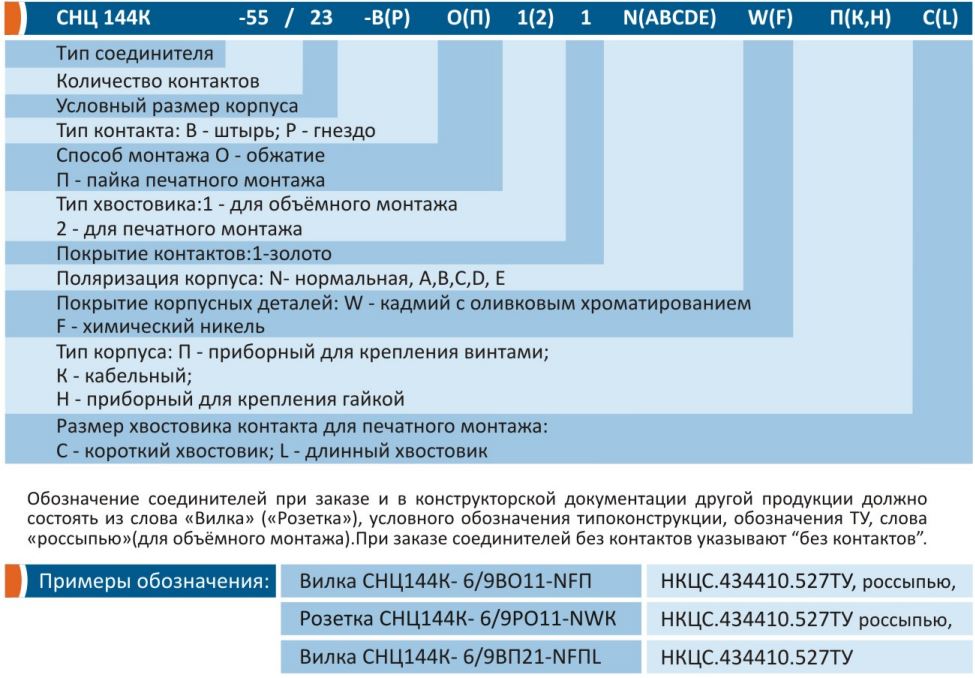 СНЦ 144К -55 / 23 -В(Р) О(П) 1(2) 1 N(ABCDE) W(F) П(К,Н) С(L)
Тип соединителя
Количество контактов
Условный размер корпуса
Тип контакта: В - штырь; Р - гнездо
Способ монтажа О - обжатие
П - пайка печатного монтажа
Тип хвостовика:1 - для объёмного монтажа
2 - для печатного монтажа
Покрытие контактов:1-золото
Поляризация корпуса: N- нормальная, А,В,С,D, Е
Покрытие корпусных деталей: W - кадмий с оливковым хроматированием
F - химический никель
Тип корпуса: П - приборный для крепления винтами;
К - кабельный;
Н - приборный для крепления гайкой
Размер хвостовика контакта для печатного монтажа:
С - короткий хвостовик; L - длинный хвостовик
Обозначение соединителей при заказе и в конструкторской документации другой продукции должно
состоять из слова «Вилка» («Розетка»), условного обозначения типоконструкции, обозначения ТУ, слова
«россыпью»(для объёмного монтажа).При заказе соединителей без контактов указывают “без контактов”.
Примеры обозначения: Вилка СНЦ144К- 6/9ВО11-NFП НКЦС.434410.527ТУ, россыпью,
Розетка СНЦ144К- 6/9РО11-NWК НКЦС.434410.527ТУ россыпью,
Вилка СНЦ144К- 6/9ВП21-NFПL НКЦС.434410.527ТУ